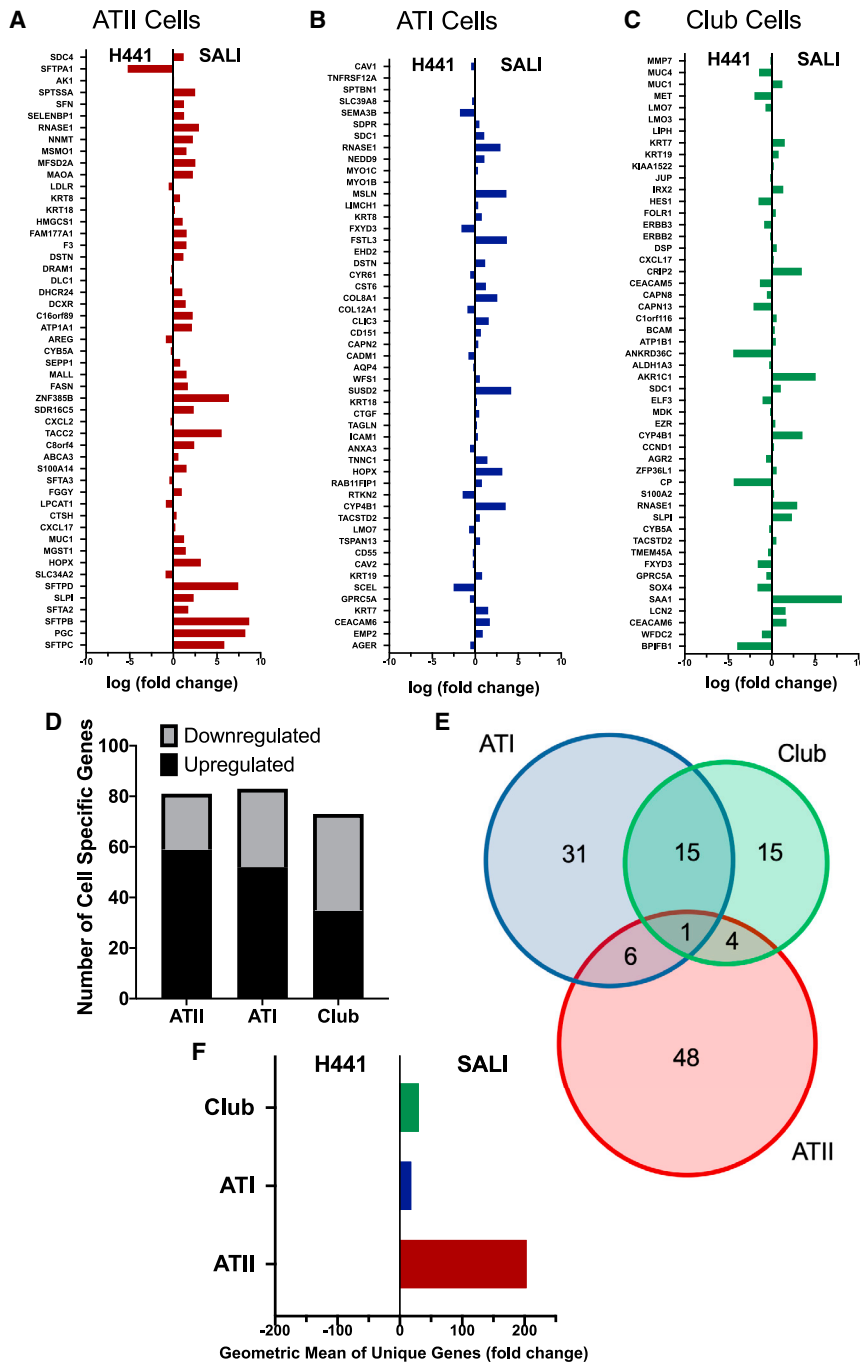 A
ATII Cells
H441 SALI
SDC4
SFTPA1
AK1
SPTSSA
SFN
SELENBP1
RNASE1
NNMT
MSMO1
MFSD2A
MAOA
LDLR
KRT8
KRT18
HMGCS1
FAM177A1
F3
DSTN
DRAM1
DLC1
DHCR24
DCXR
C16orf89
ATP1A1
AREG
CYB5A
SEPP1
MALL
FASN
ZNF385B
SDR16C5
CXCL2
TACC2
C8orf4
ABCA3
S100A14
SFTA3
FGGY
LPCAT1
CTSH
CXCL17
MUC1
MGST1
HOPX
SLC34A2
SFTPD
SLPI
SFTA2
SFTPB
PGC
SFTPC
-10 -5 0 5 10
log (fold change)
B
ATI Cells
H441 SALI
CAV1
TNFRSF12A
SPTBN1
SLC39A8
SEMA3B
SDPR
SDC1
RNASE1
NEDD9
MYO1C
MYO1B
MSLN
LIMCH1
KRT8
FXYD3
FSTL3
EHD2
DSTN
CYR61
CST6
COL8A1
COL12A1
CLIC3
CD151
CAPN2
CADM1
AQP4
WFS1
SUSD2
KRT18
CTGF
TAGLN
ICAM1
ANXA3
TNNC1
HOPX
RAB11FIP1
RTKN2
CYP4B1
TACSTD2
LMO7
TSPAN13
CD55
CAV2
KRT19
SCEL
GPRC5A
KRT7
CEACAM6
EMP2
AGER
-10 -5 0 5 10
log (fold change)
C
Club Cells
H441 SALI
MMP7
MUC4
MUC1
MET
LMO7
LMO3
LIPH
KRT7
KRT19
KIAA1522
JUP
IRX2
HES1
FOLR1
ERBB3
ERBB2
DSP
CXCL17
CRIP2
CEACAM5
CAPN8
CAPN13
C1orf116
BCAM
ATP1B1
ANKRD36C
ALDH1A3
AKR1C1
SDC1
ELF3
MDK
EZR
CYP4B1
CCND1
AGR2
ZFP36L1
CP
S100A2
RNASE1
SLPI
CYB5A
TACSTD2
TMEM45A
FXYD3
GPRC5A
SOX4
SAA1
LCN2
CEACAM6
WFDC2
BPIFB1
-10 -5 0 5 10
log (fold change)
D
Downregulated
Upregulated
Number of Cell Specific Genes
100
80
60
40
20
0
ATII ATI Club
E
ATI
Club
31 15 15
6 1 4
48
ATII
F
H441 SALI
Club
ATI
ATII
-200 -100 0 100 200
Geometric Mean of Unique Genes (fold change)